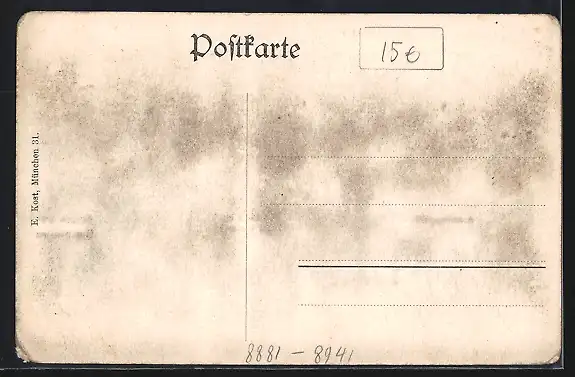 Postkarte
15€
E. Kost, München 31.
8881 - 8941